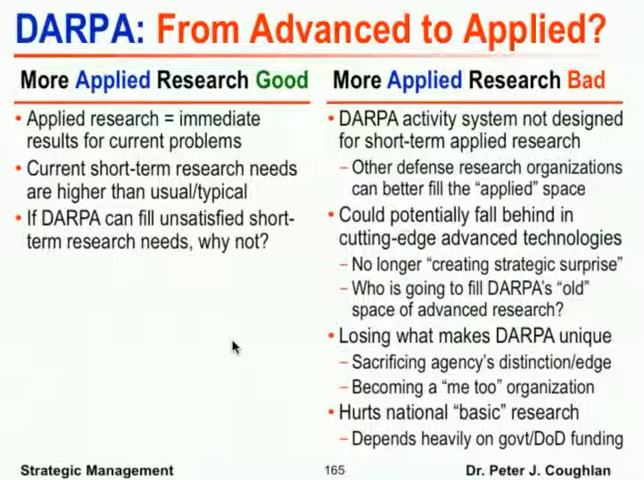 DARPA: From Advanced to Applied?
More Applied Research Good
• Applied research = immediate
results for current problems
• Current short-term research needs
are higher than usual/typical
• If DARPA can fill unsatisfied short-
term research needs, why not?
More Applied Research Bad
• DARPA activity system not designed
for short-term applied research
– Other defense research organizations
can better fill the “applied” space
• Could potentially fall behind in
cutting-edge advanced technologies
– No longer “creating strategic surprise”
– Who is going to fill DARPA’s “old”
space of advanced research?
• Losing what makes DARPA unique
– Sacrificing agency’s distinction/edge
– Becoming a “me too” organization
• Hurts national “basic” research
– Depends heavily on govt/DoD funding
Strategic Management
165
Dr. Peter J. Coughlan